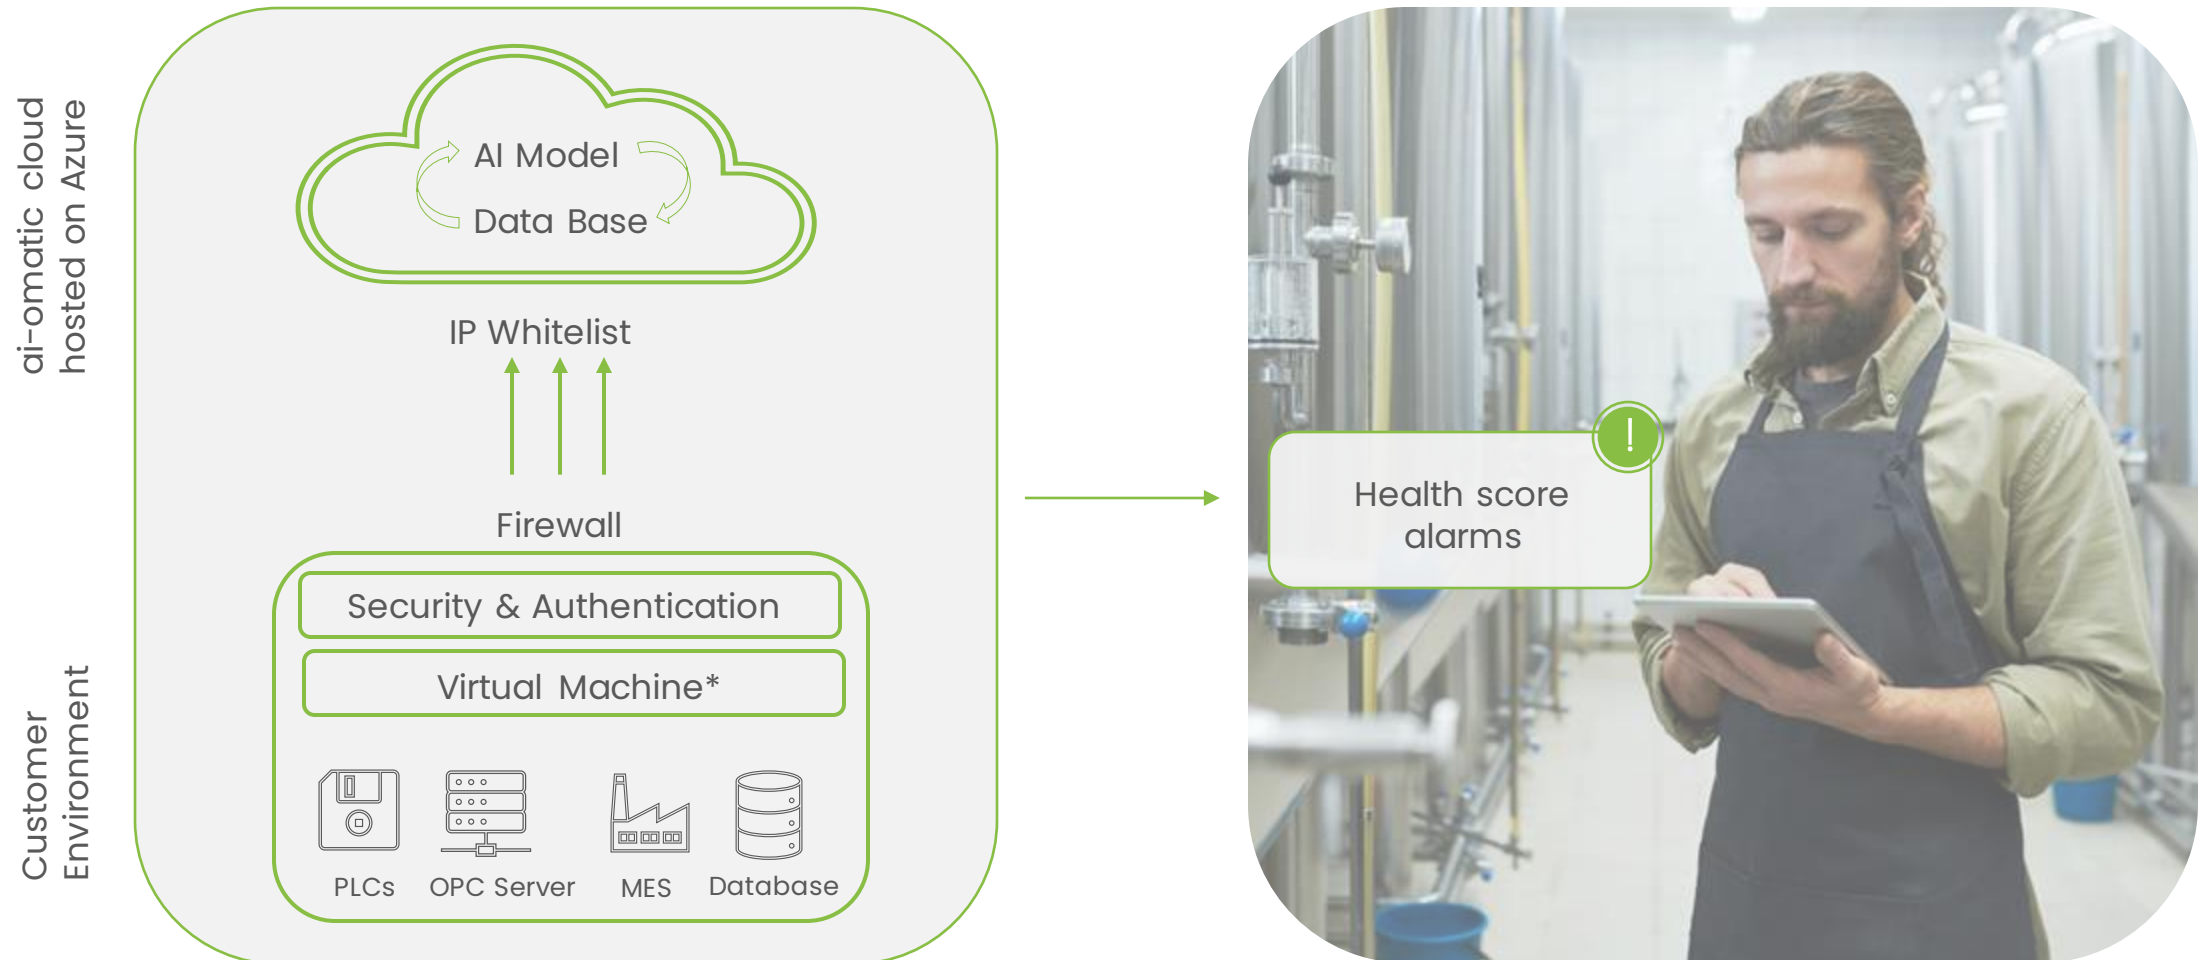 ai-omatic cloud
hosted on Azure
AI Model
Data Base
IP Whitelist
Firewall
Security & Authentication
Virtual Machine*
Customer
Environment
PLCs
OPC Server
MES
Database
Health score
alarms
!